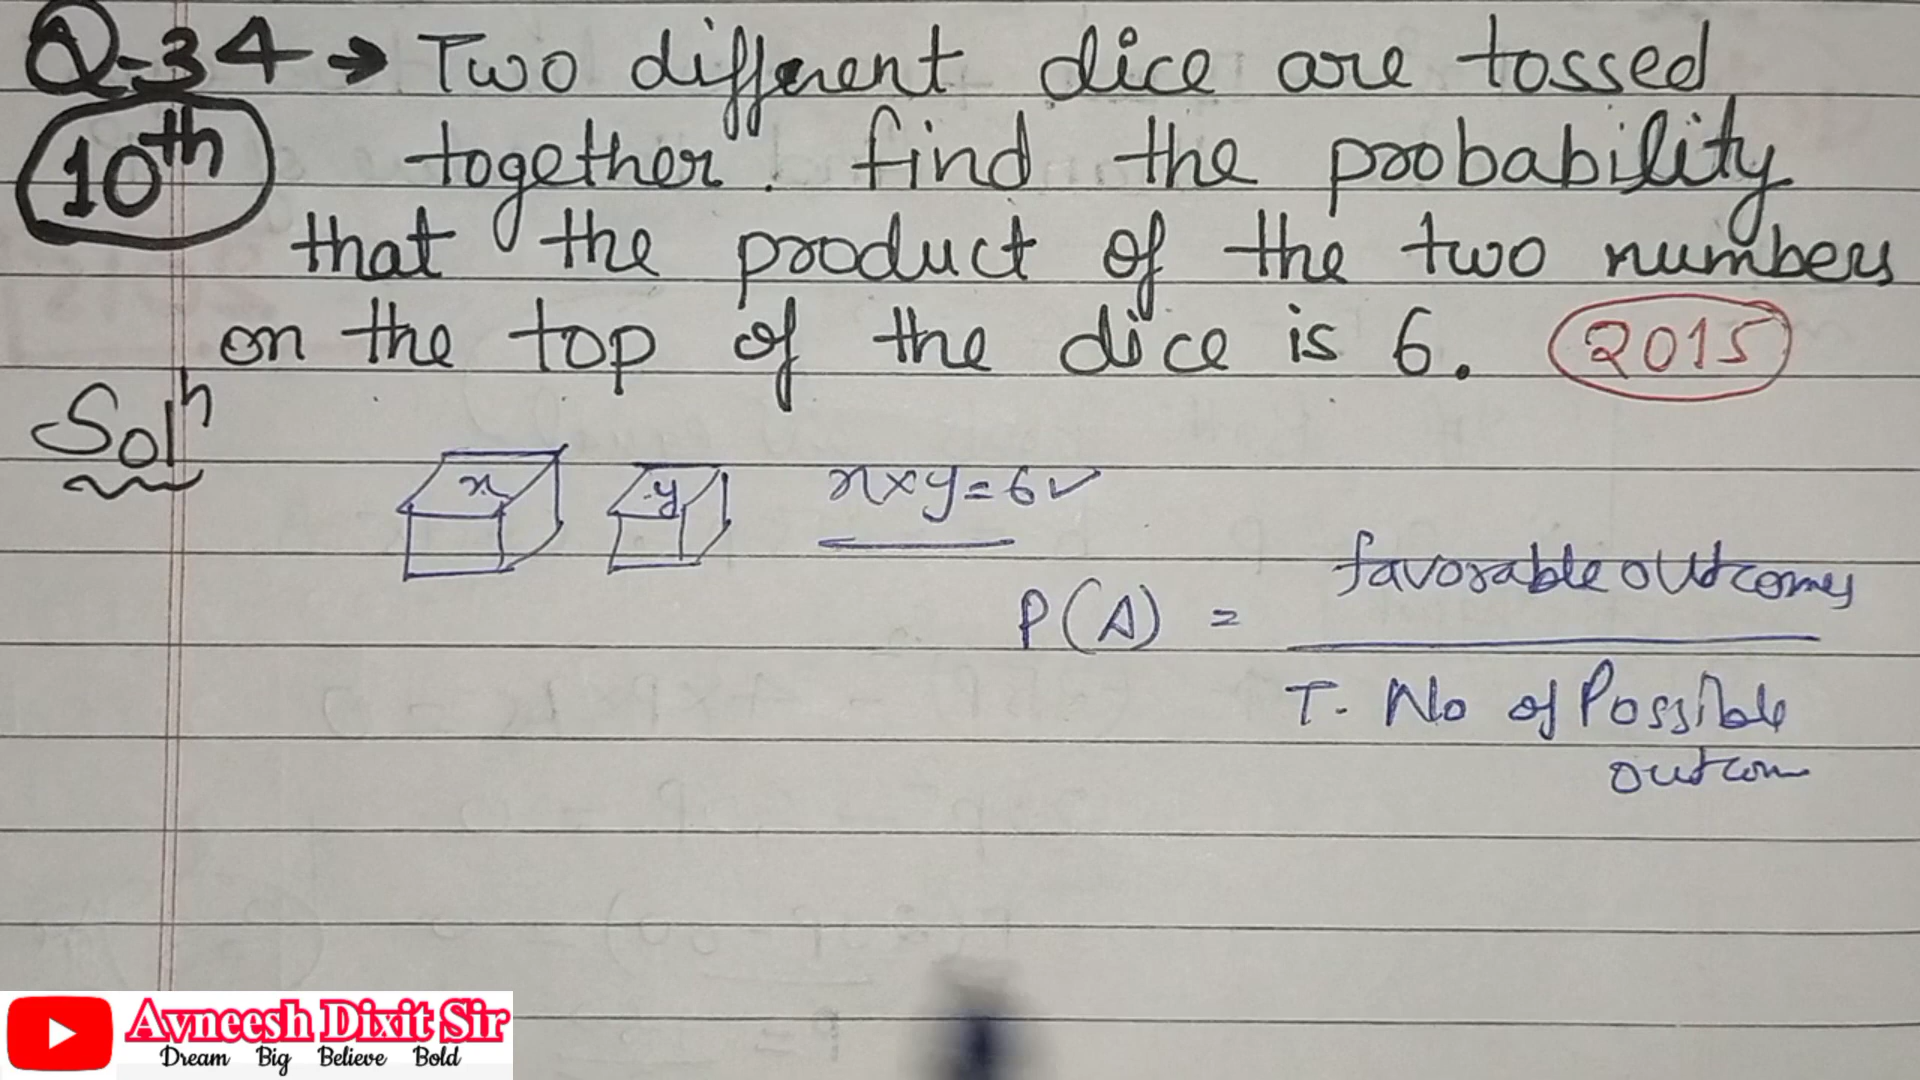 Q-34 → Two different dice are tossed
10th together. find the probability
that the product of the two numbers
on the top of the dice is 6. 2015
Solⁿ
x y x×y=6✓
P(A) = favorable outcomes
T. No of Possible
outcom
Avneesh Dixit Sir
Dream Big Believe Bold